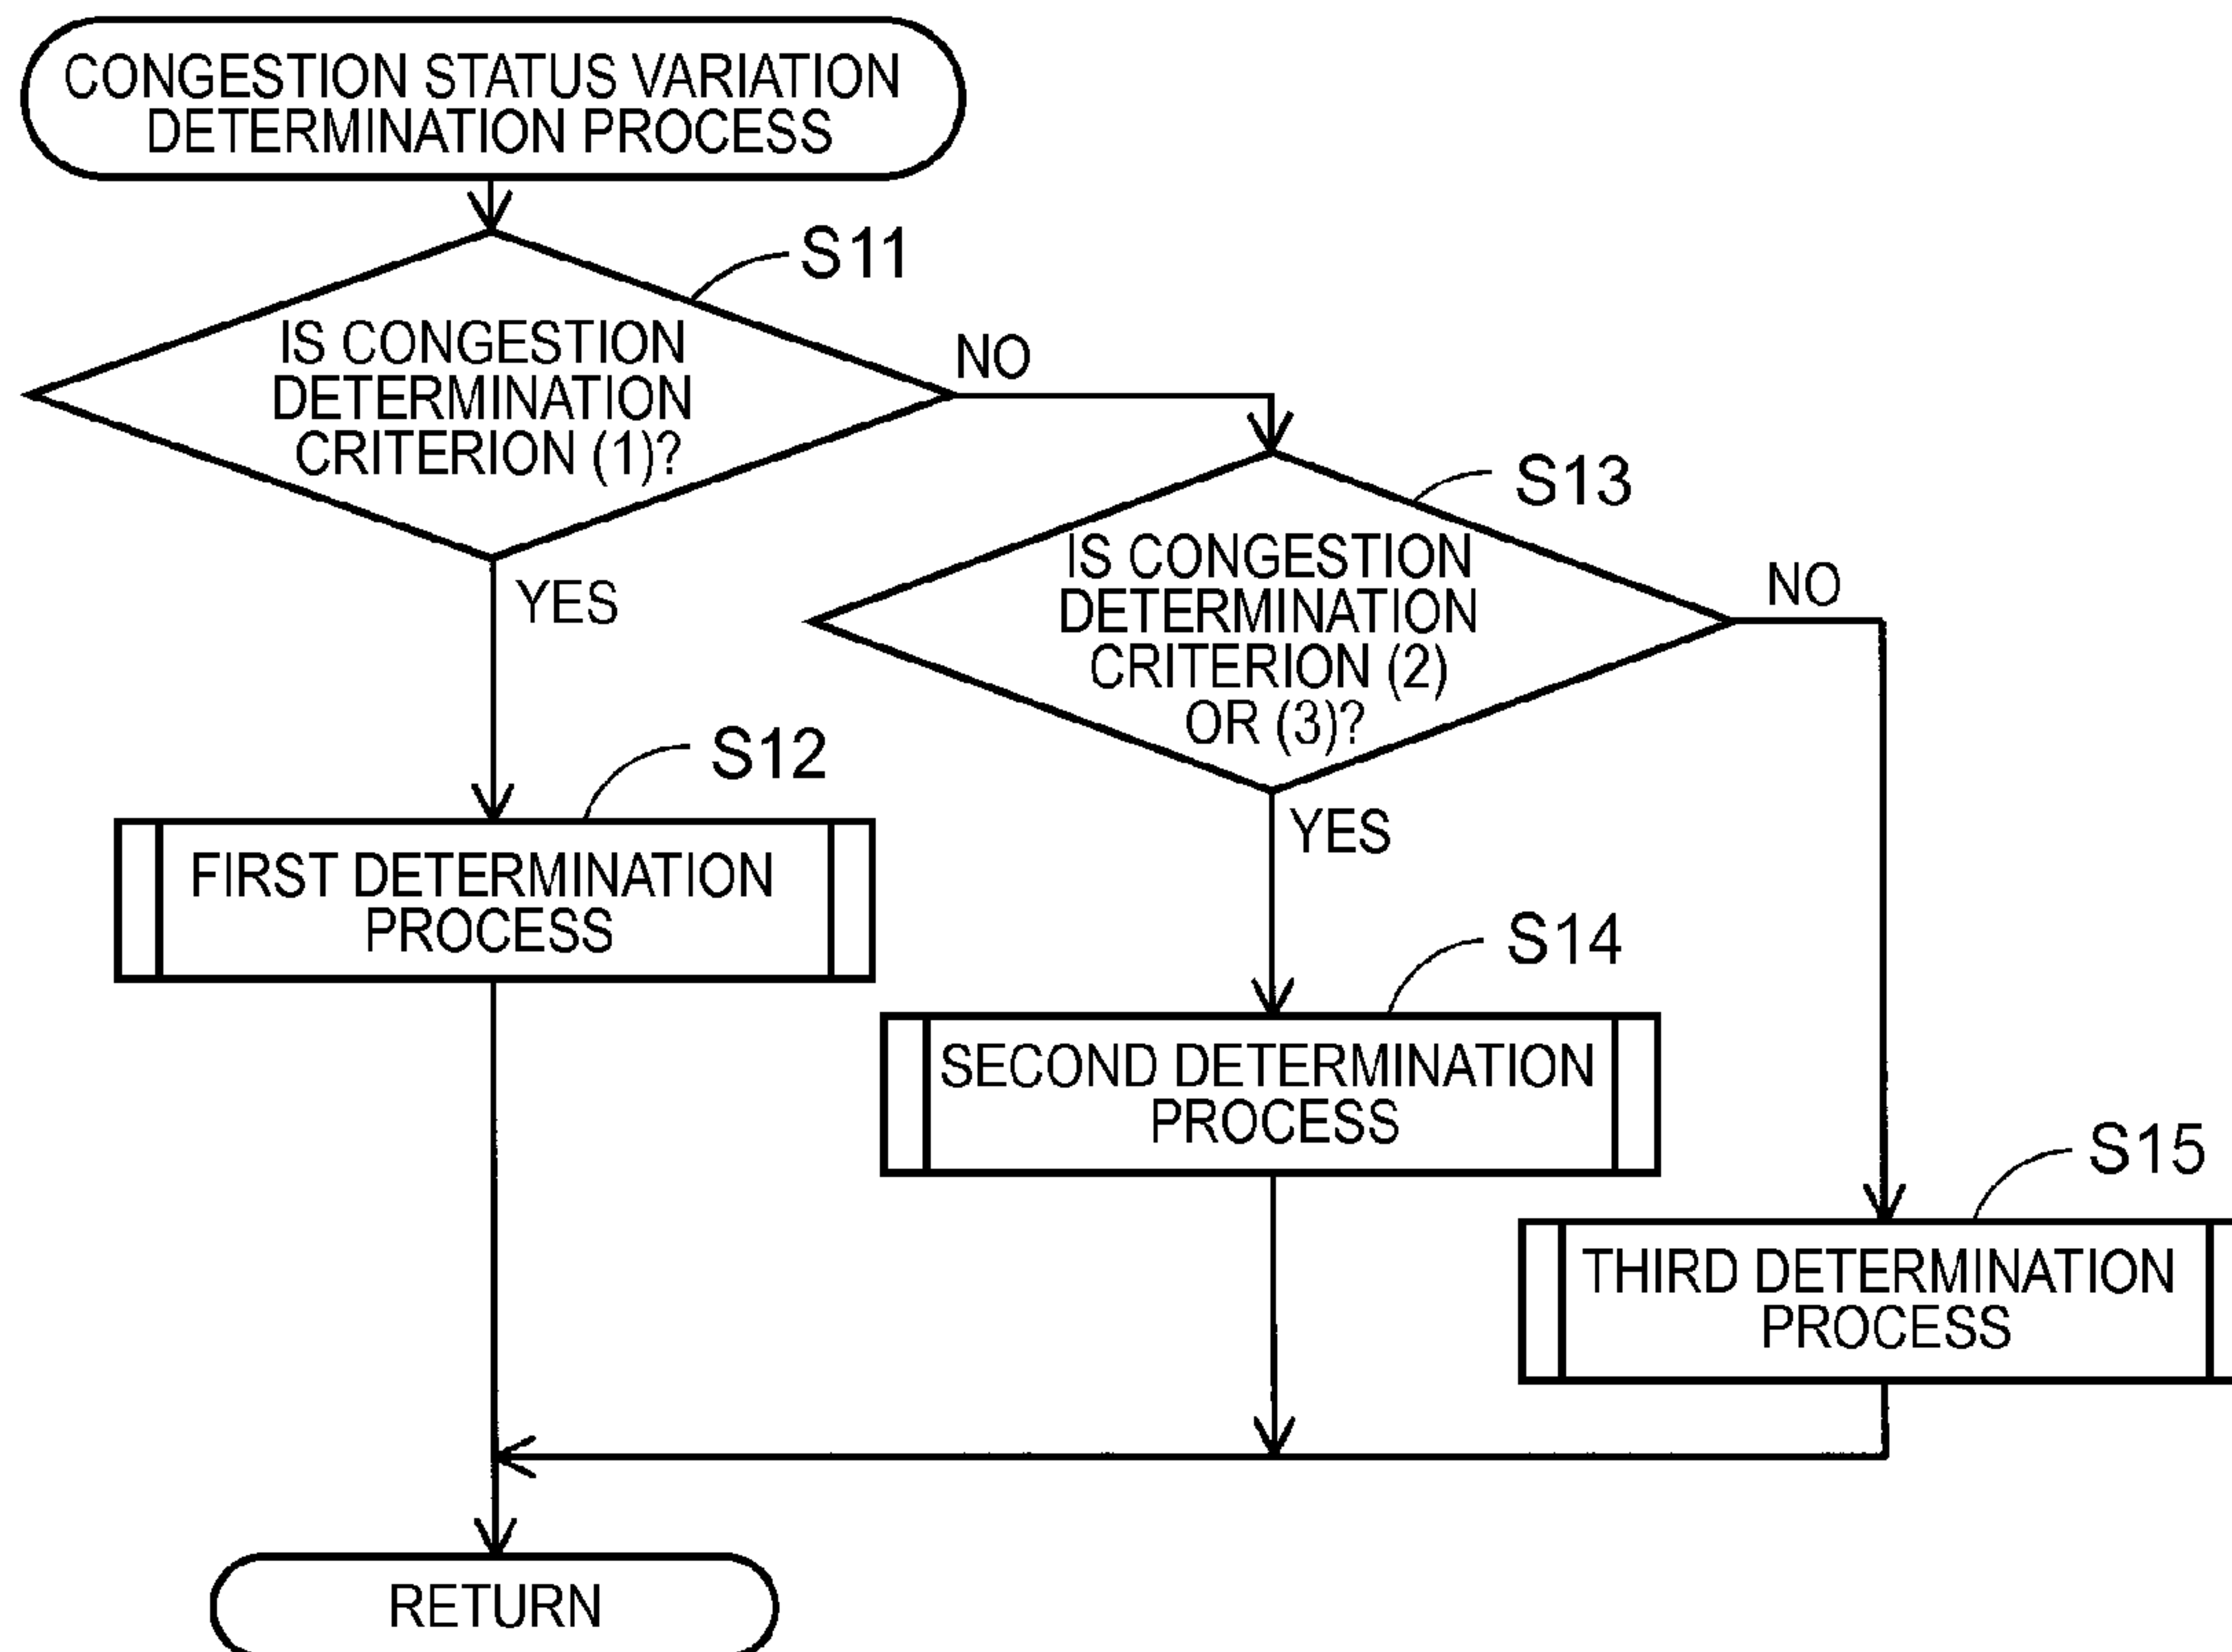 CONGESTION STATUS VARIATION
DETERMINATION PROCESS
S11
IS CONGESTION
DETERMINATION
CRITERION (1)?
NO
YES
S13
IS CONGESTION
DETERMINATION
CRITERION (2)
OR (3)?
NO
YES
S12
FIRST DETERMINATION
PROCESS
S14
SECOND DETERMINATION
PROCESS
S15
THIRD DETERMINATION
PROCESS
RETURN